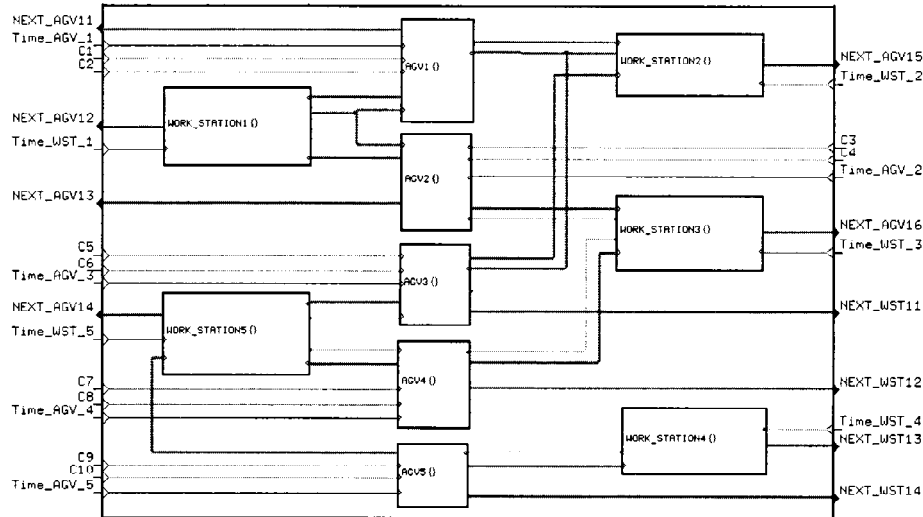 NEXT_AGV11
Time_AGV_1
C1
C2
NEXT_AGV12
Time_WST_1
NEXT_AGV13
C5
C6
Time_AGV_3
NEXT_AGV14
Time_WST_5
C7
C8
Time_AGV_4
C9
C10
Time_AGV_5
WORK_STATION1()
WORK_STATION5()
AGV1()
AGV2()
AGV3()
AGV4()
AGV5()
WORK_STATION2()
WORK_STATION3()
WORK_STATION4()
NEXT_AGV15
Time_WST_2
C3
C4
Time_AGV_2
NEXT_AGV16
Time_WST_3
NEXT_WST11
NEXT_WST12
Time_WST_4
NEXT_WST13
NEXT_WST14